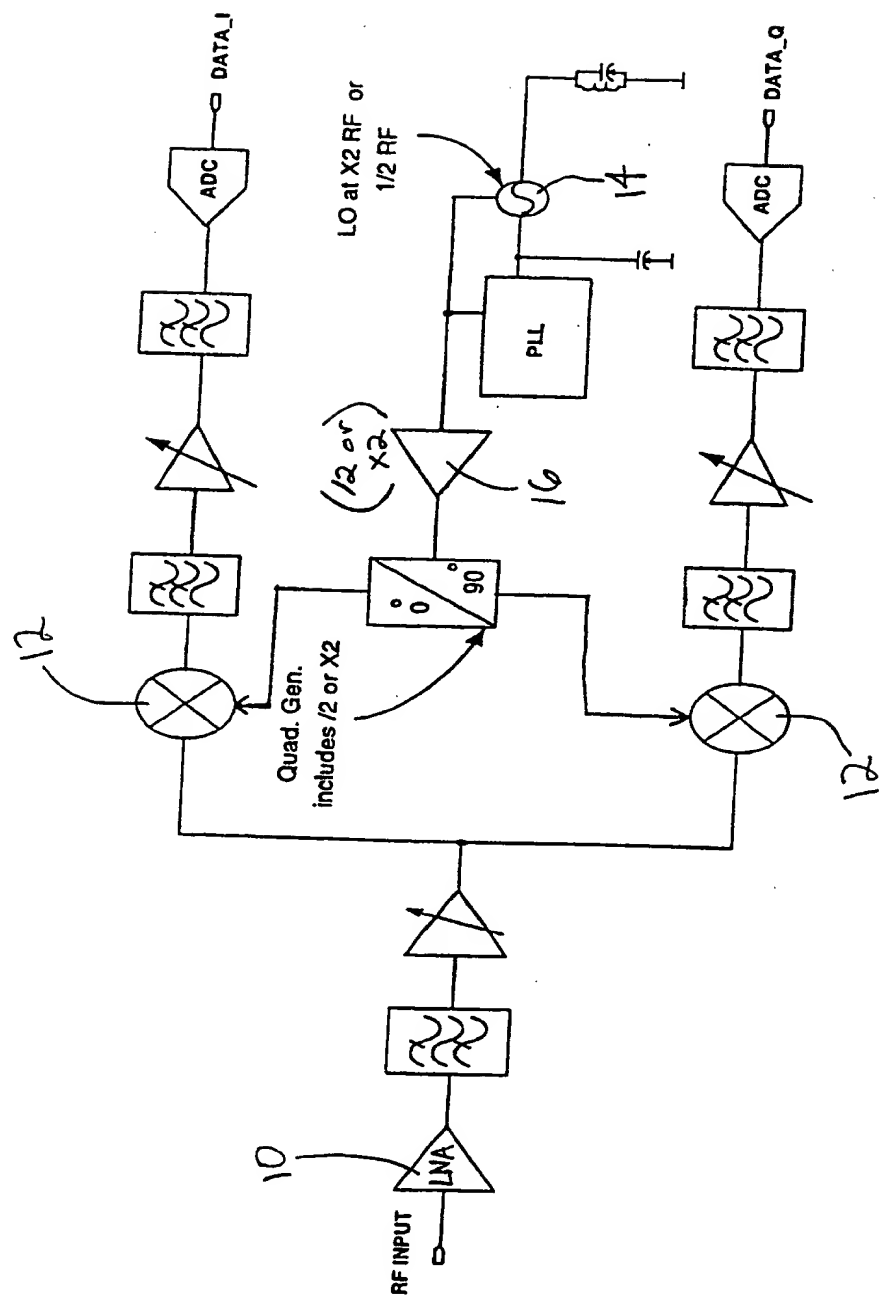 RF INPUT
10
LNA
12
Quad. Gen.
includes /2 or X2
0°
90°
(12 or
X2)
16
PLL
LO at X2 RF or
1/2 RF
14
ADC
DATA_I
12
ADC
DATA_Q